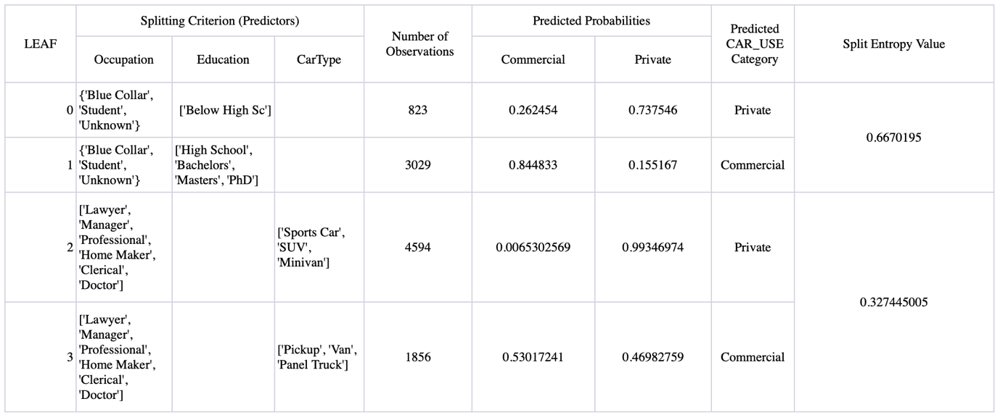 LEAF
Splitting Criterion (Predictors)
Number of
Observations
Predicted Probabilities
Predicted
CAR_USE
Category
Split Entropy Value
Occupation
Education
CarType
Commercial
Private
0
{'Blue Collar',
'Student',
'Unknown'}
['Below High Sc']
823
0.262454
0.737546
Private
0.6670195
1
{'Blue Collar',
'Student',
'Unknown'}
['High School',
'Bachelors',
'Masters', 'PhD']
3029
0.844833
0.155167
Commercial
2
['Lawyer',
'Manager',
'Professional',
'Home Maker',
'Clerical',
'Doctor']
['Sports Car',
'SUV',
'Minivan']
4594
0.0065302569
0.99346974
Private
0.327445005
3
['Lawyer',
'Manager',
'Professional',
'Home Maker',
'Clerical',
'Doctor']
['Pickup', 'Van',
'Panel Truck']
1856
0.53017241
0.46982759
Commercial